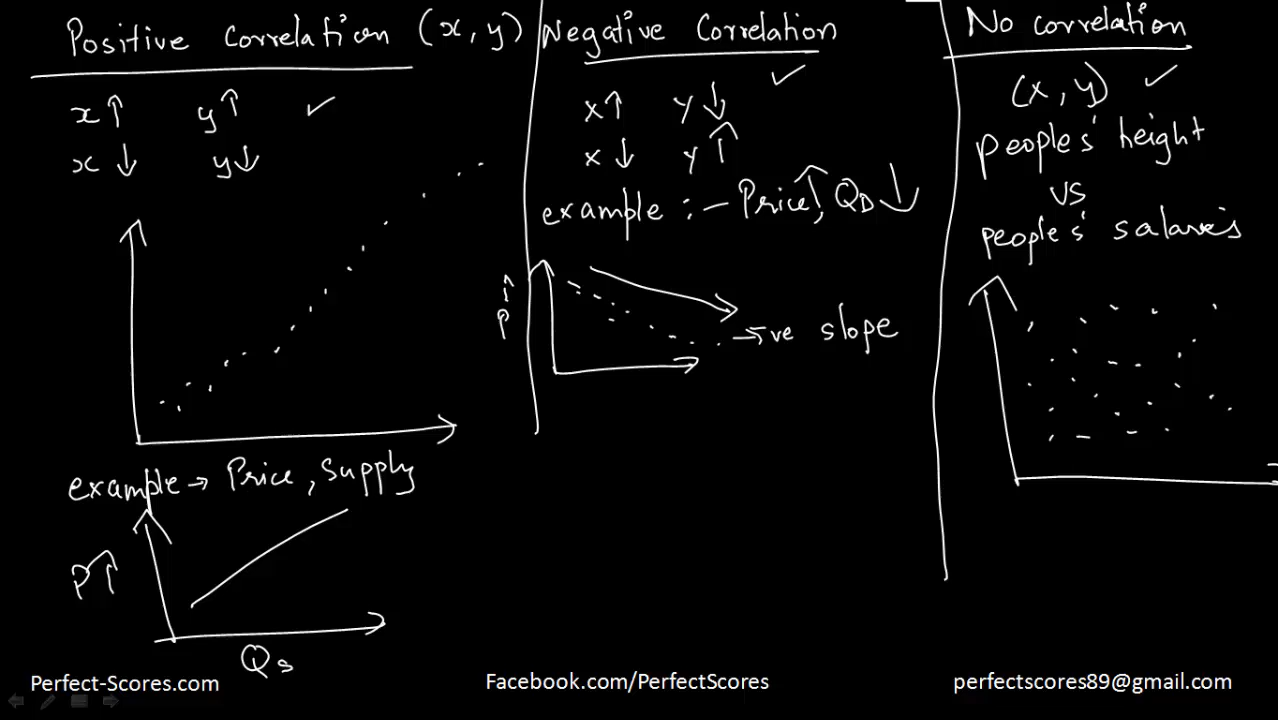 Positive Correlation (x, y)
x↑ y↑ ✓
x↓ y↓
example → Price, Supply
P↑
Qs
Negative Correlation
✓
x↑ y↓
x↓ y↑
example :- Price↑, QD↓
P↑
-ve slope
No correlation
(x, y) ✓
peoples' height
VS
people's' salaries
Perfect-Scores.com
Facebook.com/PerfectScores
perfectscores89@gmail.com